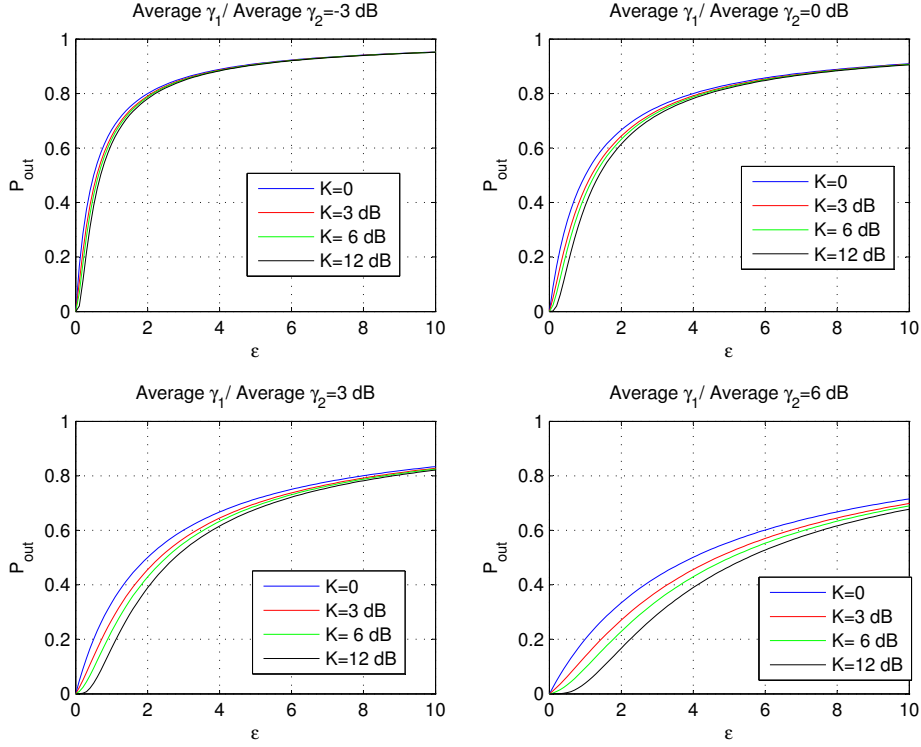 Average γ1/ Average γ2=-3 dB
1
0.8
0.6
0.4
0.2
0
Pout
K=0
K=3 dB
K= 6 dB
K=12 dB
0 2 4 6 8 10
ε
Average γ1/ Average γ2=0 dB
1
0.8
0.6
0.4
0.2
0
Pout
K=0
K=3 dB
K= 6 dB
K=12 dB
0 2 4 6 8 10
ε
Average γ1/ Average γ2=3 dB
1
0.8
0.6
0.4
0.2
0
Pout
K=0
K=3 dB
K= 6 dB
K=12 dB
0 2 4 6 8 10
ε
Average γ1/ Average γ2=6 dB
1
0.8
0.6
0.4
0.2
0
Pout
K=0
K=3 dB
K= 6 dB
K=12 dB
0 2 4 6 8 10
ε